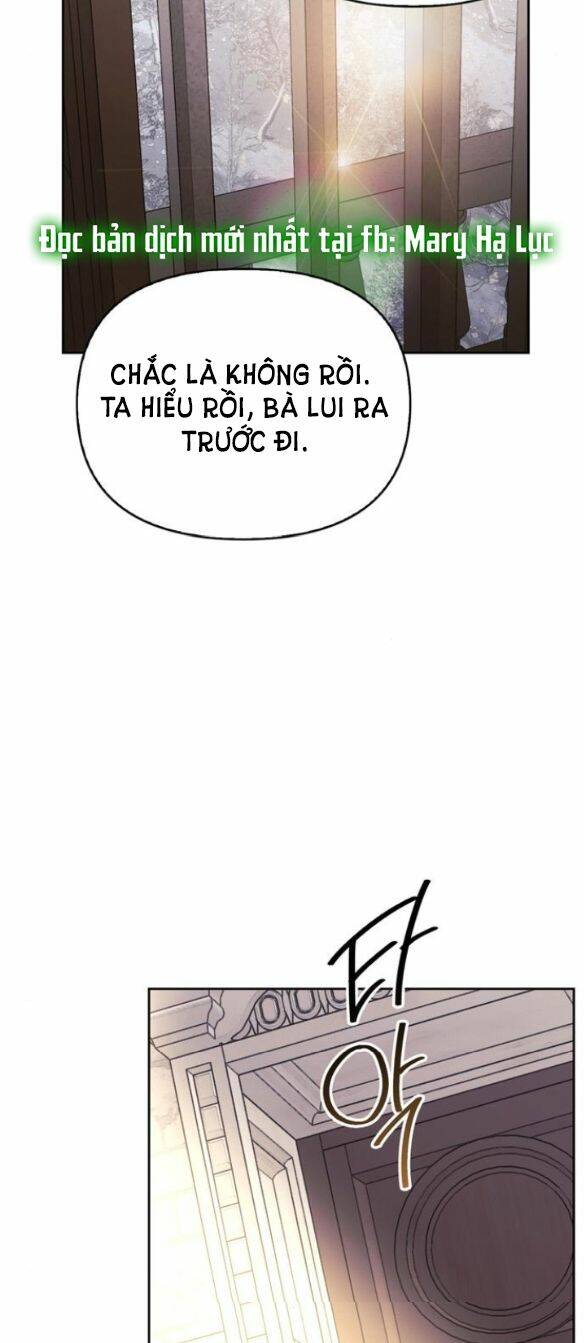 Đọc bản dịch mới nhất tại fb: Mary Hạ Lục
CHẮC LÀ KHÔNG RỒI.
TA HIỂU RỒI, BÀ LUI RA
TRƯỚC ĐI.
타
악